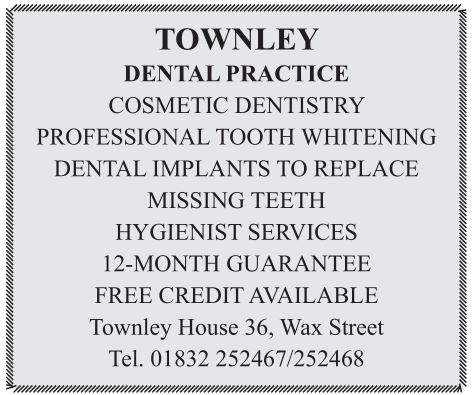 TOWNLEY
DENTAL PRACTICE
COSMETIC DENTISTRY
PROFESSIONAL TOOTH WHITENING
DENTAL IMPLANTS TO REPLACE
MISSING TEETH
HYGIENIST SERVICES
12-MONTH GUARANTEE
FREE CREDIT AVAILABLE
Townley House 36, Wax Street
Tel. 01832 252467/252468